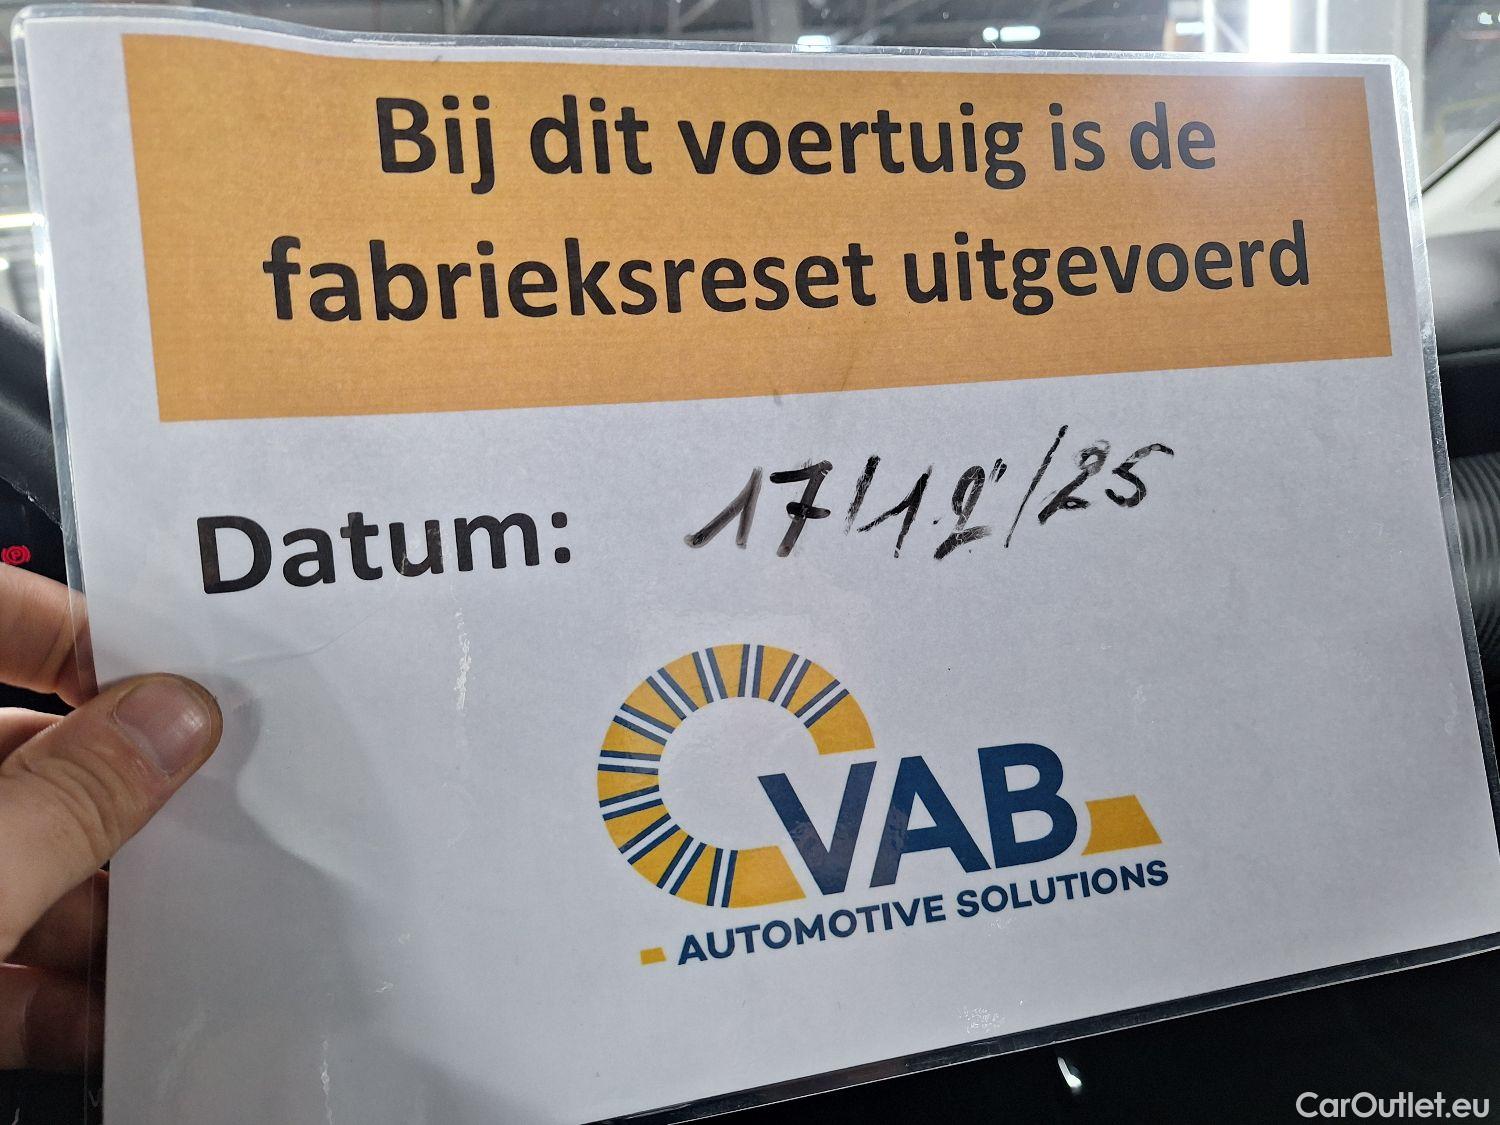 Bij dit voertuig is de
fabrieksreset uitgevoerd
Datum: 17/12/25
VAB
AUTOMOTIVE SOLUTIONS
CarOutlet.eu